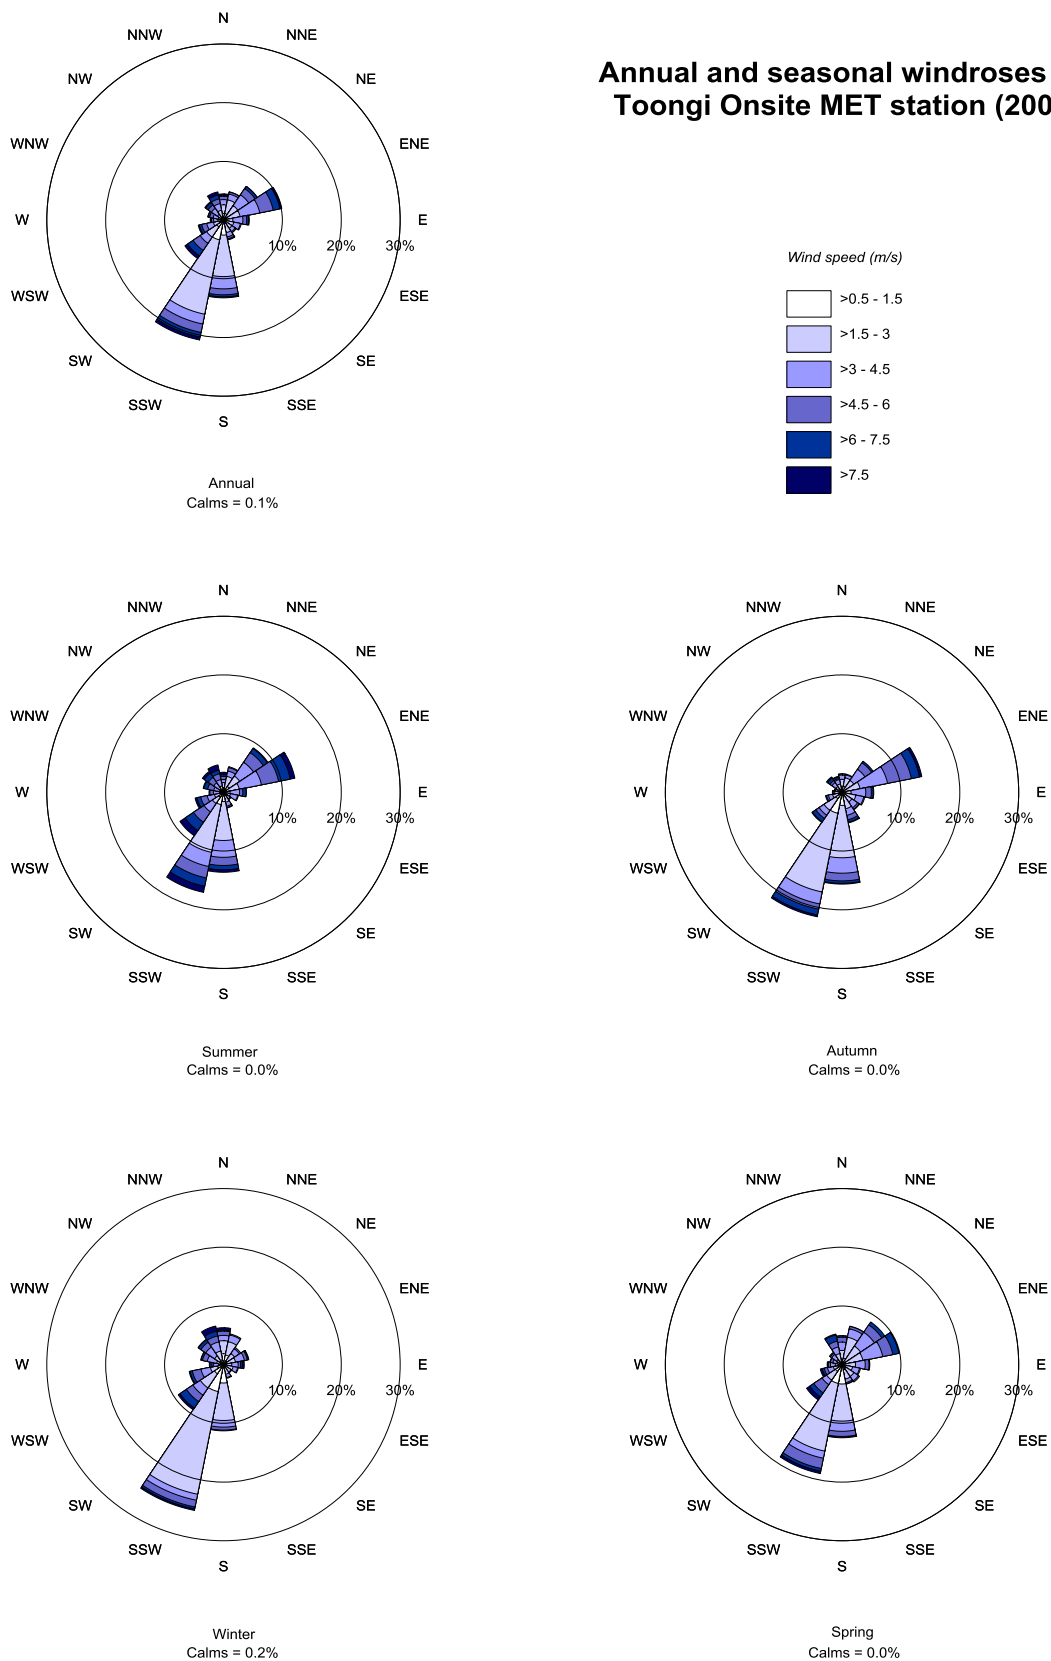 Annual and seasonal windroses
Toongi Onsite MET station (200
N
NNW
NNE
NW
NE
WNW
ENE
W
E
10%
20%
30%
WSW
ESE
SW
SE
SSW
SSE
S
Annual
Calms = 0.1%
Wind speed (m/s)
>0.5 - 1.5
>1.5 - 3
>3 - 4.5
>4.5 - 6
>6 - 7.5
>7.5
N
NNW
NNE
NW
NE
WNW
ENE
W
E
10%
20%
30%
WSW
ESE
SW
SE
SSW
SSE
S
Summer
Calms = 0.0%
N
NNW
NNE
NW
NE
WNW
ENE
W
E
10%
20%
30%
WSW
ESE
SW
SE
SSW
SSE
S
Autumn
Calms = 0.0%
N
NNW
NNE
NW
NE
WNW
ENE
W
E
10%
20%
30%
WSW
ESE
SW
SE
SSW
SSE
S
Winter
Calms = 0.2%
N
NNW
NNE
NW
NE
WNW
ENE
W
E
10%
20%
30%
WSW
ESE
SW
SE
SSW
SSE
S
Spring
Calms = 0.0%